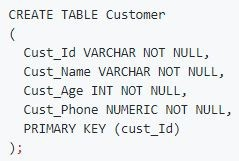 CREATE TABLE Customer
(
  Cust_Id VARCHAR NOT NULL,
  Cust_Name VARCHAR NOT NULL,
  Cust_Age INT NOT NULL,
  Cust_Phone NUMERIC NOT NULL,
  PRIMARY KEY (cust_Id)
);